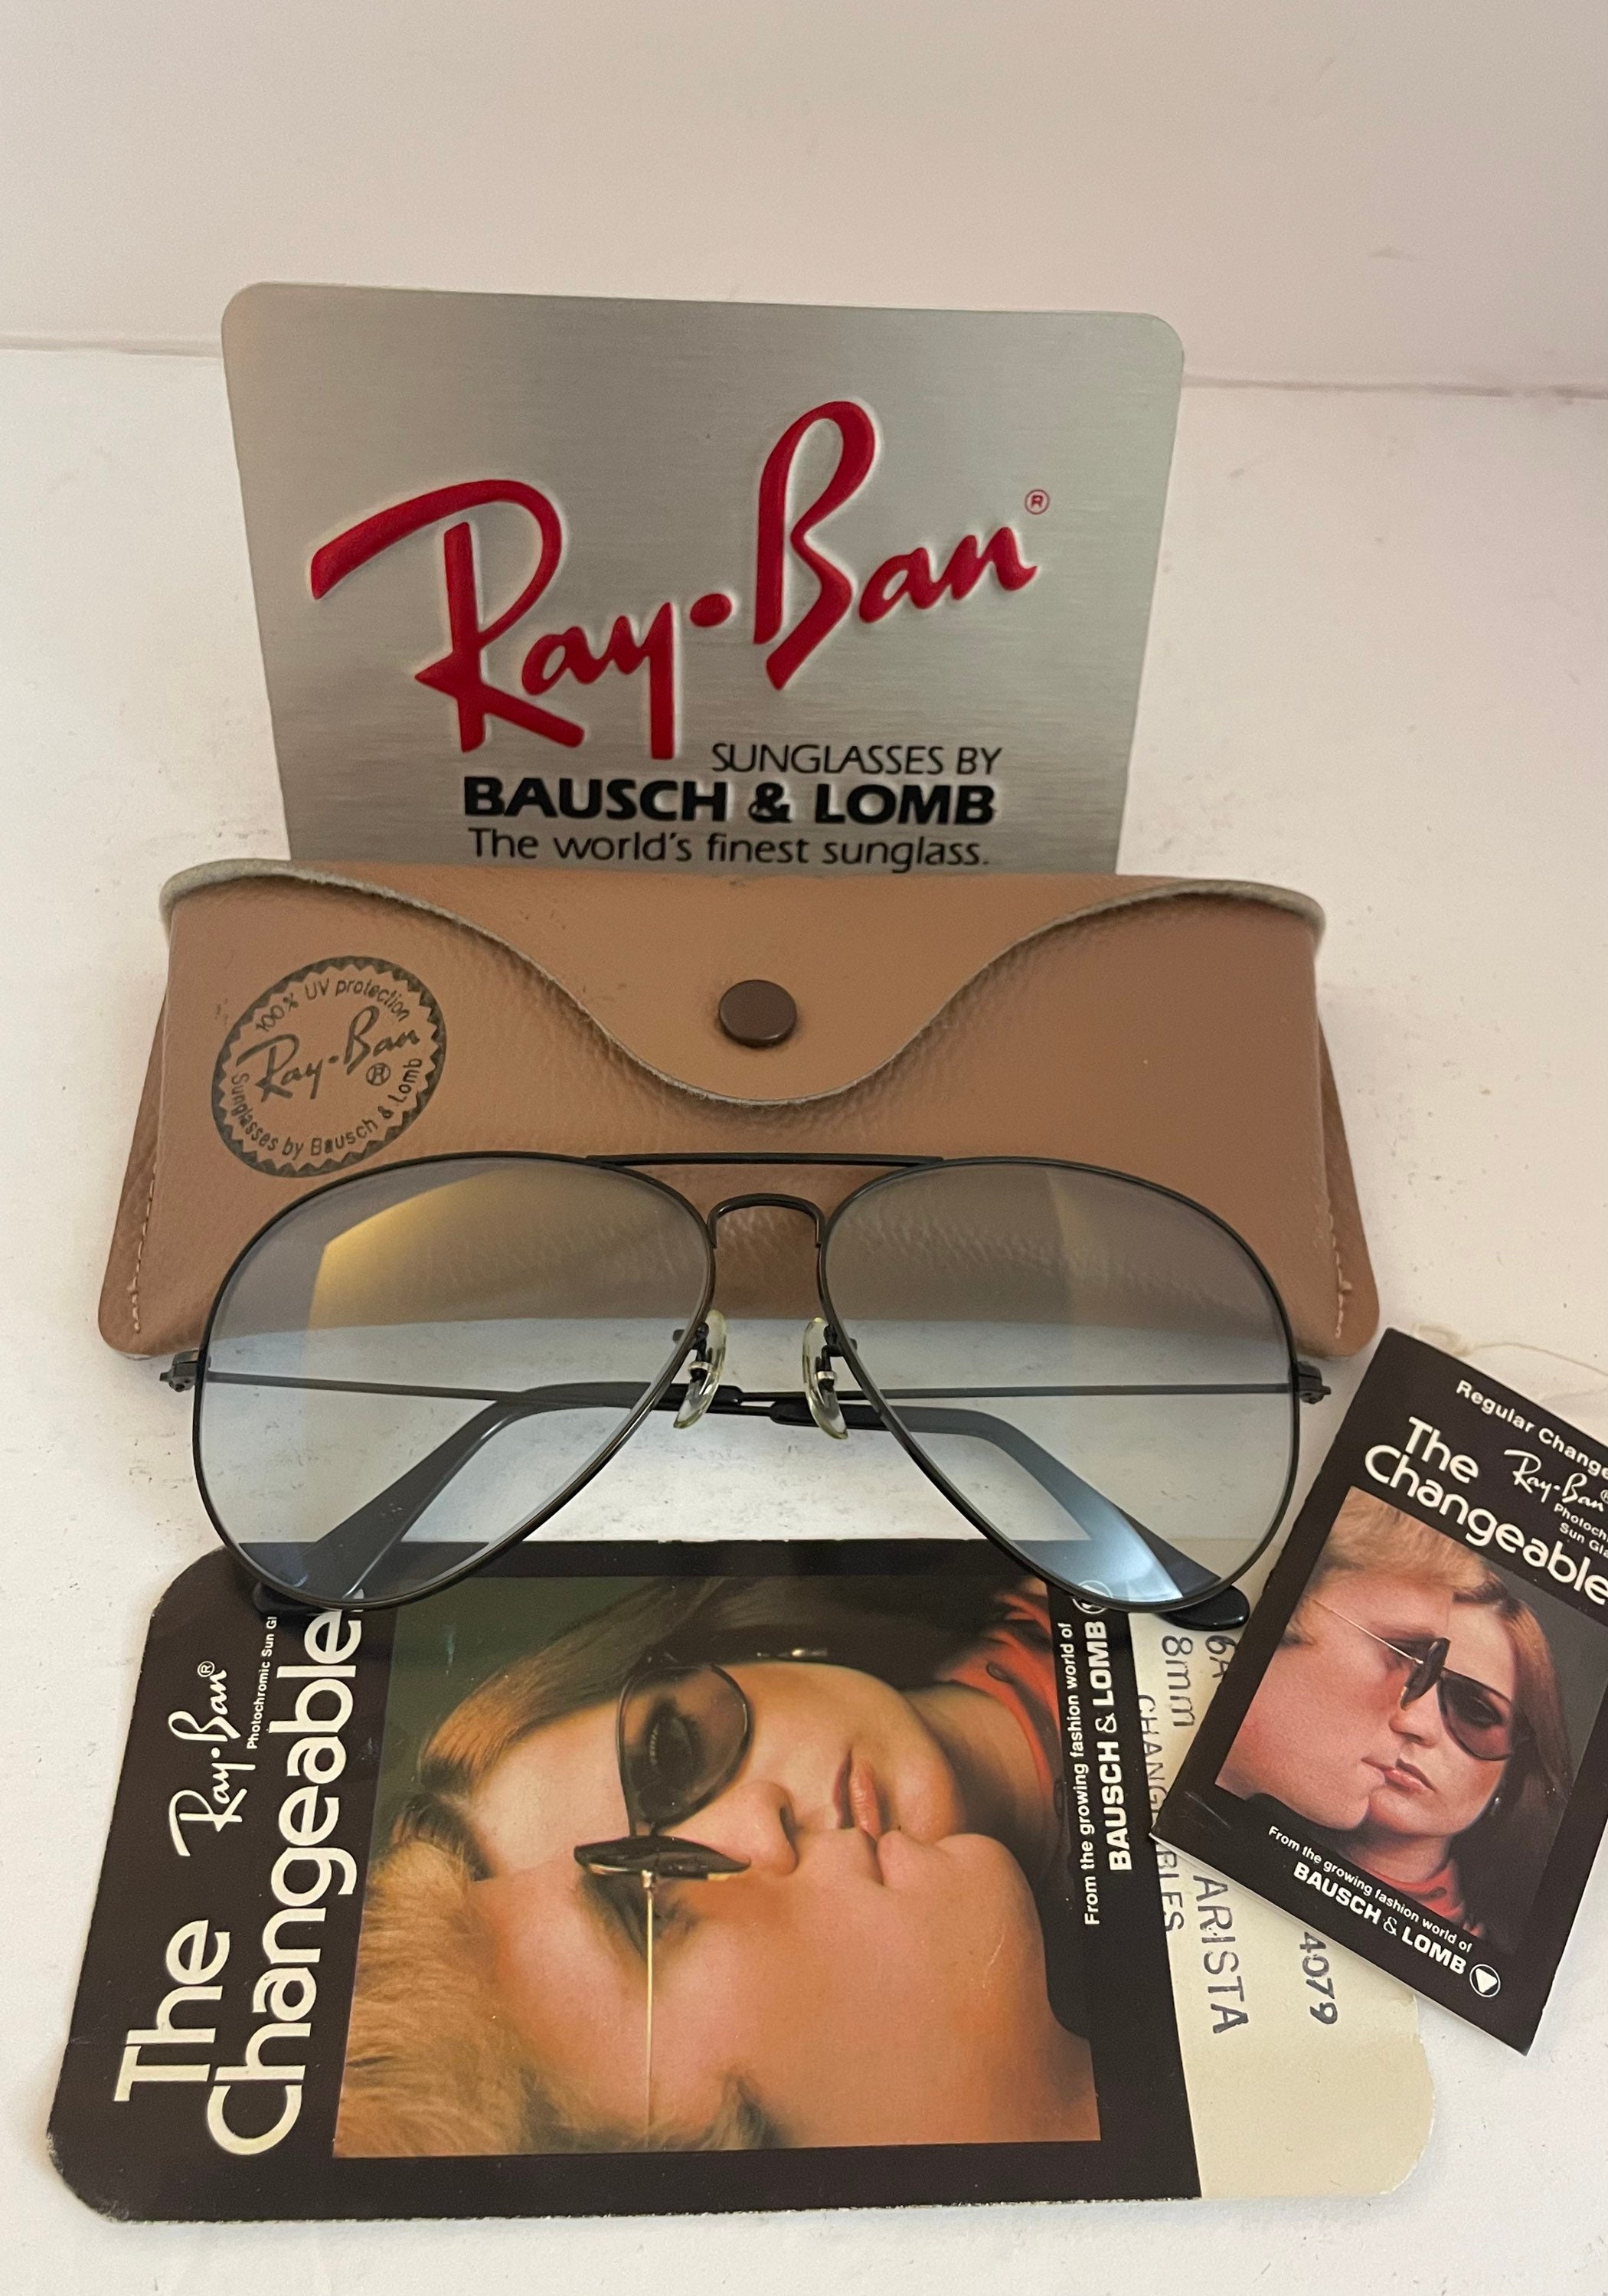 Ray-Ban®
SUNGLASSES BY
BAUSCH & LOMB
The world's finest sunglass.
100% UV protection
Ray-Ban
®
Sunglasses by Bausch & Lomb
The
Changeable
Ray-Ban®
Photochromic Sun
From the growing fashion world of
BAUSCH & LOMB
8mm
ARISTA
4079
Regular
The
Changeable
Ray-Ban®
From the growing fashion world of
BAUSCH & LOMB